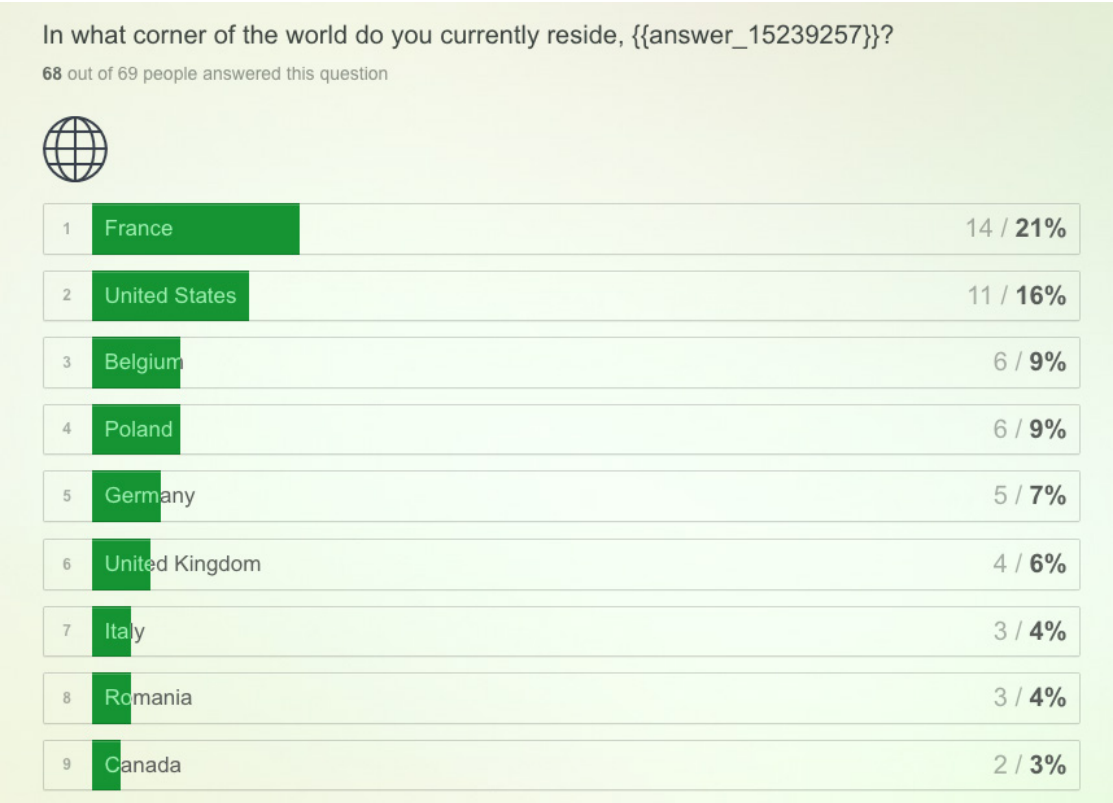 In what corner of the world do you currently reside, {{answer_15239257}}?
68 out of 69 people answered this question
1 France 14 / 21%
2 United States 11 / 16%
3 Belgium 6 / 9%
4 Poland 6 / 9%
5 Germany 5 / 7%
6 United Kingdom 4 / 6%
7 Italy 3 / 4%
8 Romania 3 / 4%
9 Canada 2 / 3%